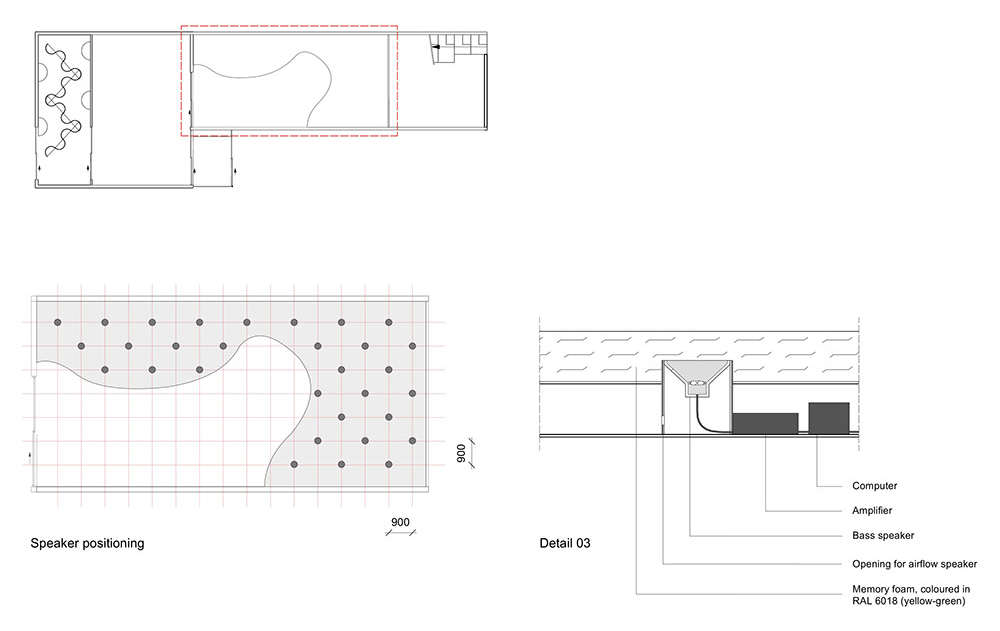 900
900
Speaker positioning
Detail 03
Computer
Amplifier
Bass speaker
Opening for airflow speaker
Memory foam, coloured in
RAL 6018 (yellow-green)